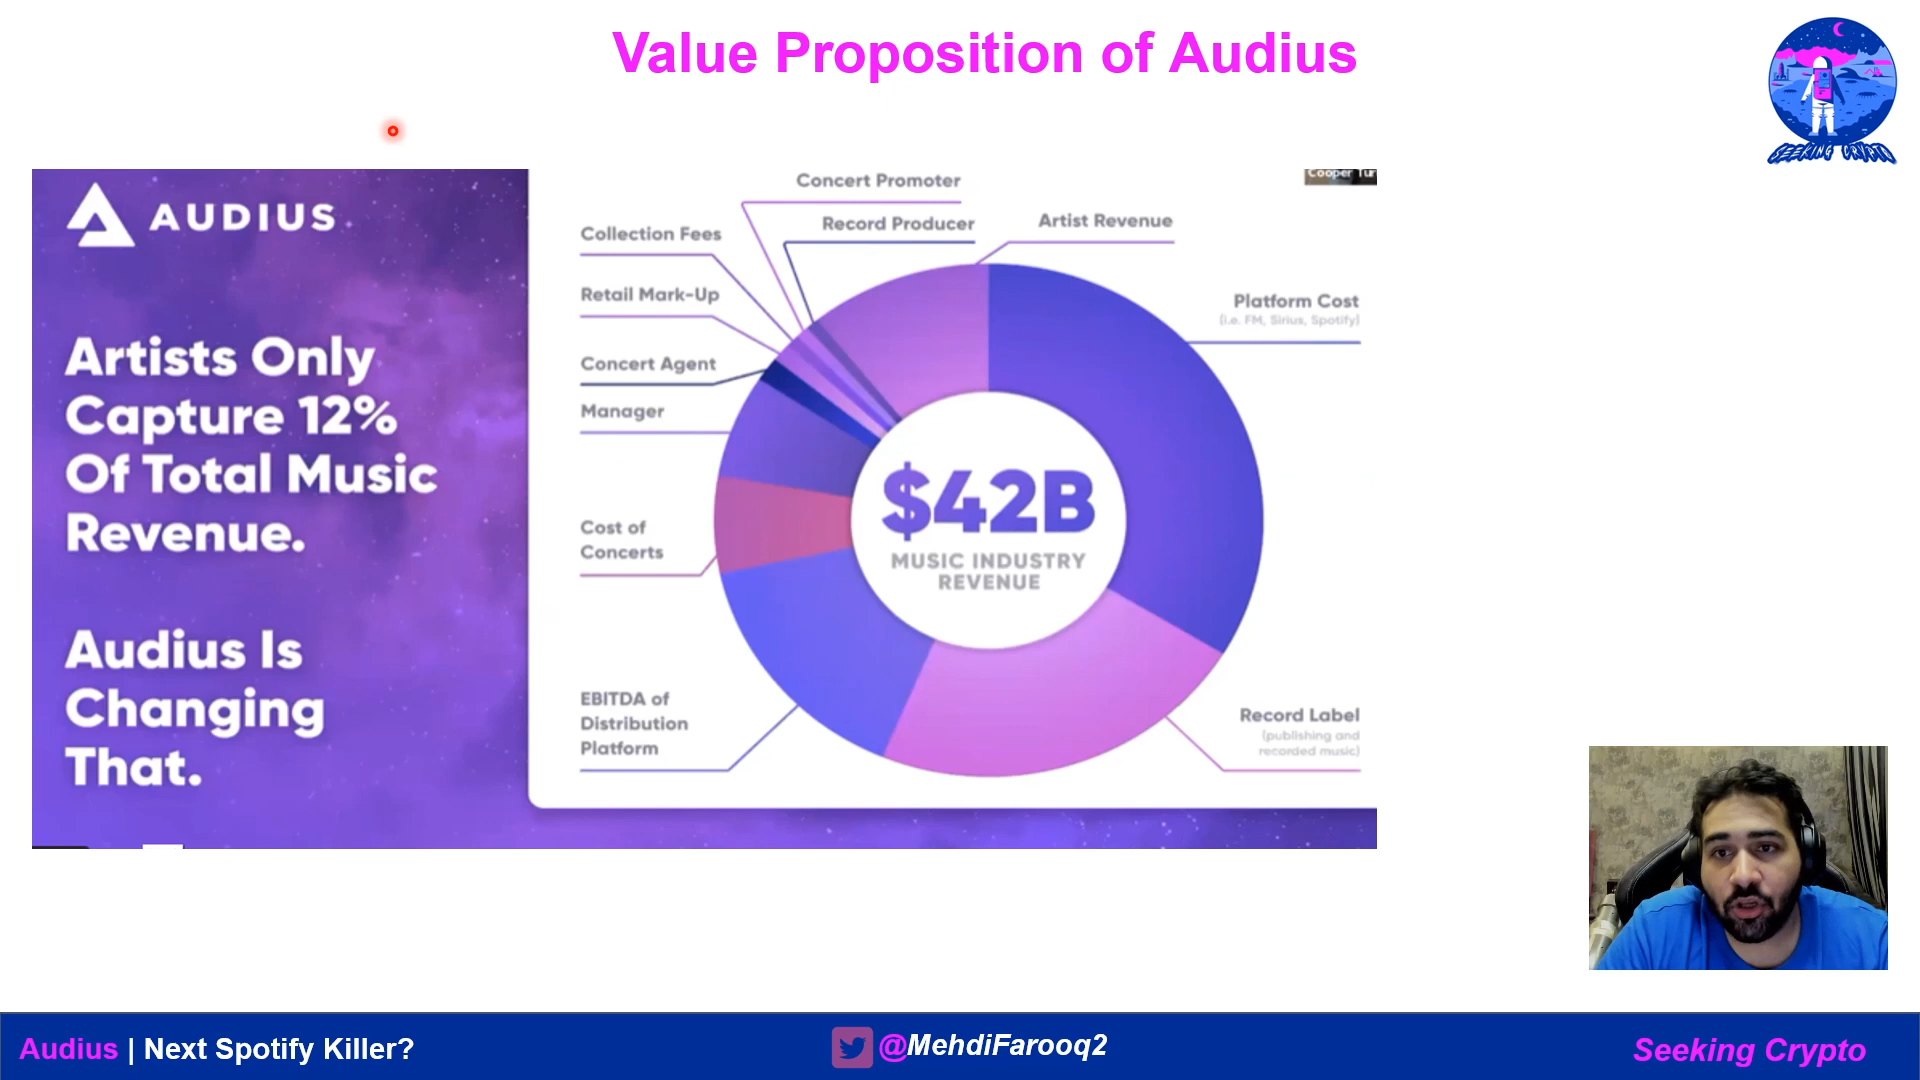 Value Proposition of Audius
SEEKING CRYPTO
AUDIUS
Artists Only
Capture 12%
Of Total Music
Revenue.
Audius Is
Changing
That.
Concert Promoter
Record Producer
Artist Revenue
Collection Fees
Retail Mark-Up
Concert Agent
Manager
Cost of
Concerts
EBITDA of
Distribution
Platform
Platform Cost
(i.e. FM, Sirius, Spotify)
Record Label
(publishing and
recorded music)
$42B
MUSIC INDUSTRY
REVENUE
Cooper
Audius | Next Spotify Killer?
@MehdiFarooq2
Seeking Crypto